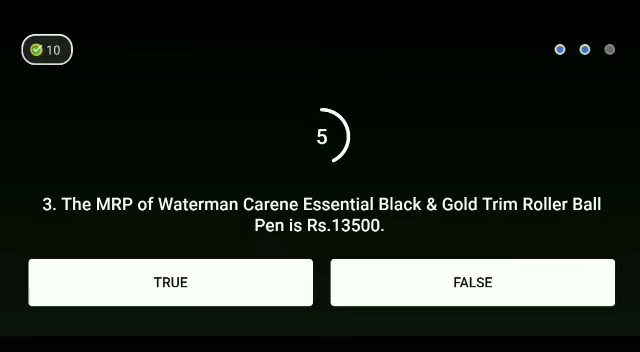 10
5
3. The MRP of Waterman Carene Essential Black & Gold Trim Roller Ball
Pen is Rs.13500.
TRUE
FALSE